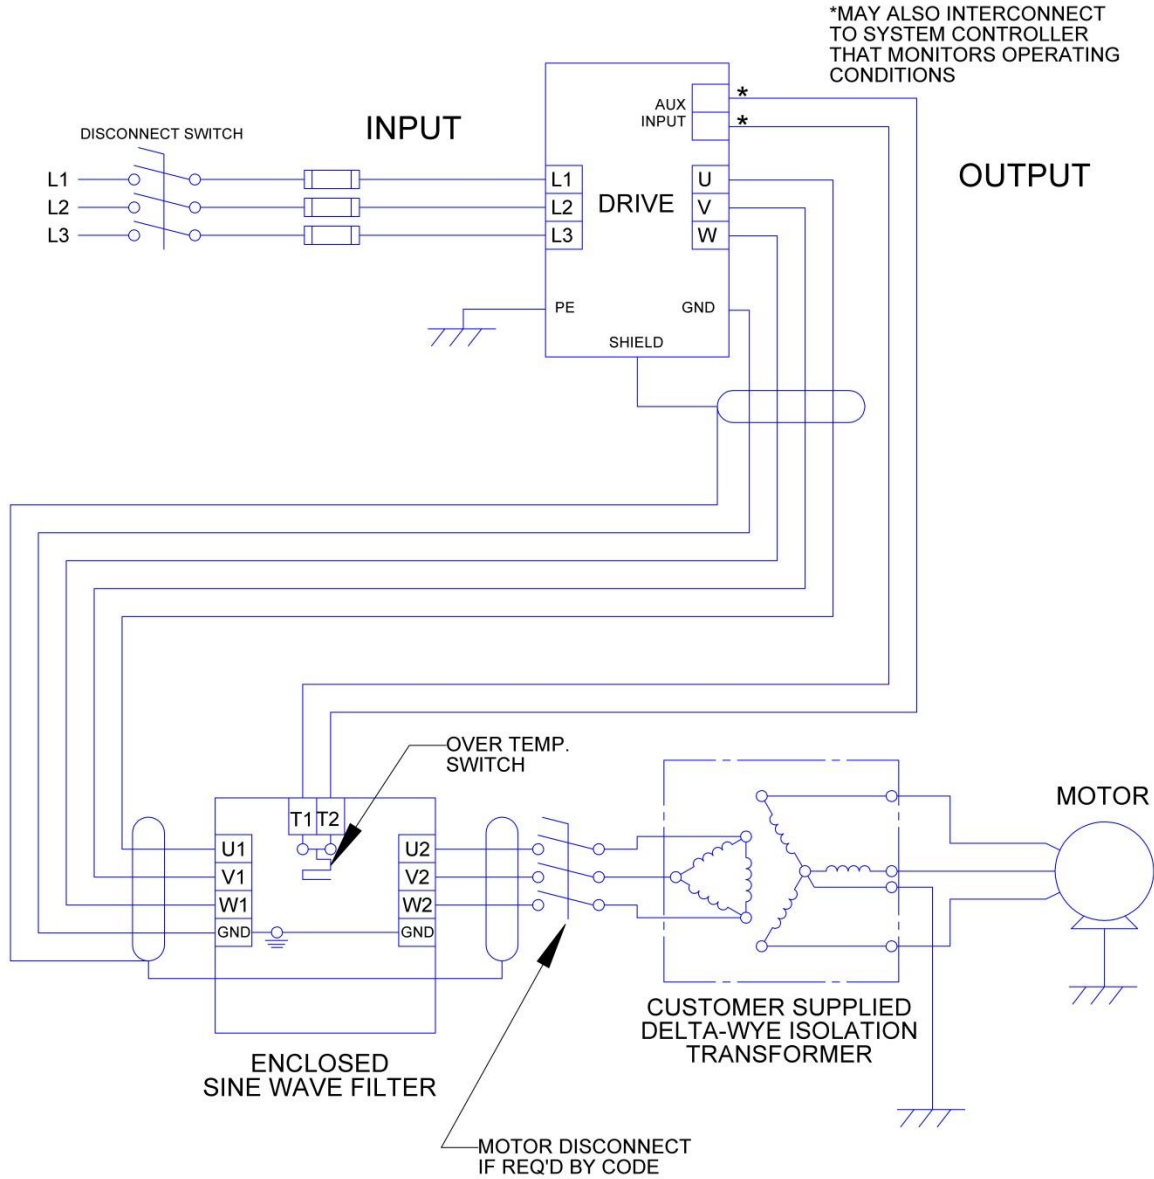 *MAY ALSO INTERCONNECT
TO SYSTEM CONTROLLER
THAT MONITORS OPERATING
CONDITIONS
DISCONNECT SWITCH
INPUT
OUTPUT
L1
L2
L3
L1
L2
L3
DRIVE
AUX
INPUT
*
*
U
V
W
PE
GND
SHIELD
OVER TEMP.
SWITCH
T1 T2
U1
V1
W1
GND
U2
V2
W2
GND
MOTOR
ENCLOSED
SINE WAVE FILTER
CUSTOMER SUPPLIED
DELTA-WYE ISOLATION
TRANSFORMER
MOTOR DISCONNECT
IF REQ'D BY CODE